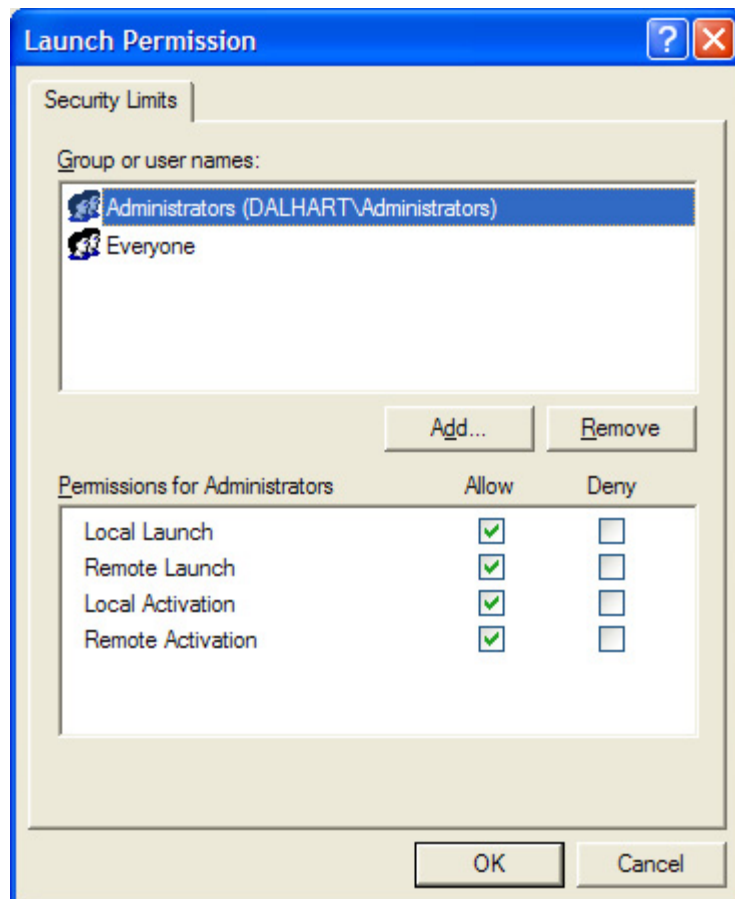 Launch Permission
Security Limits
Group or user names:
Administrators (DALHART\Administrators)
Everyone
Add... Remove
Permissions for Administrators Allow Deny
Local Launch
Remote Launch
Local Activation
Remote Activation
OK Cancel